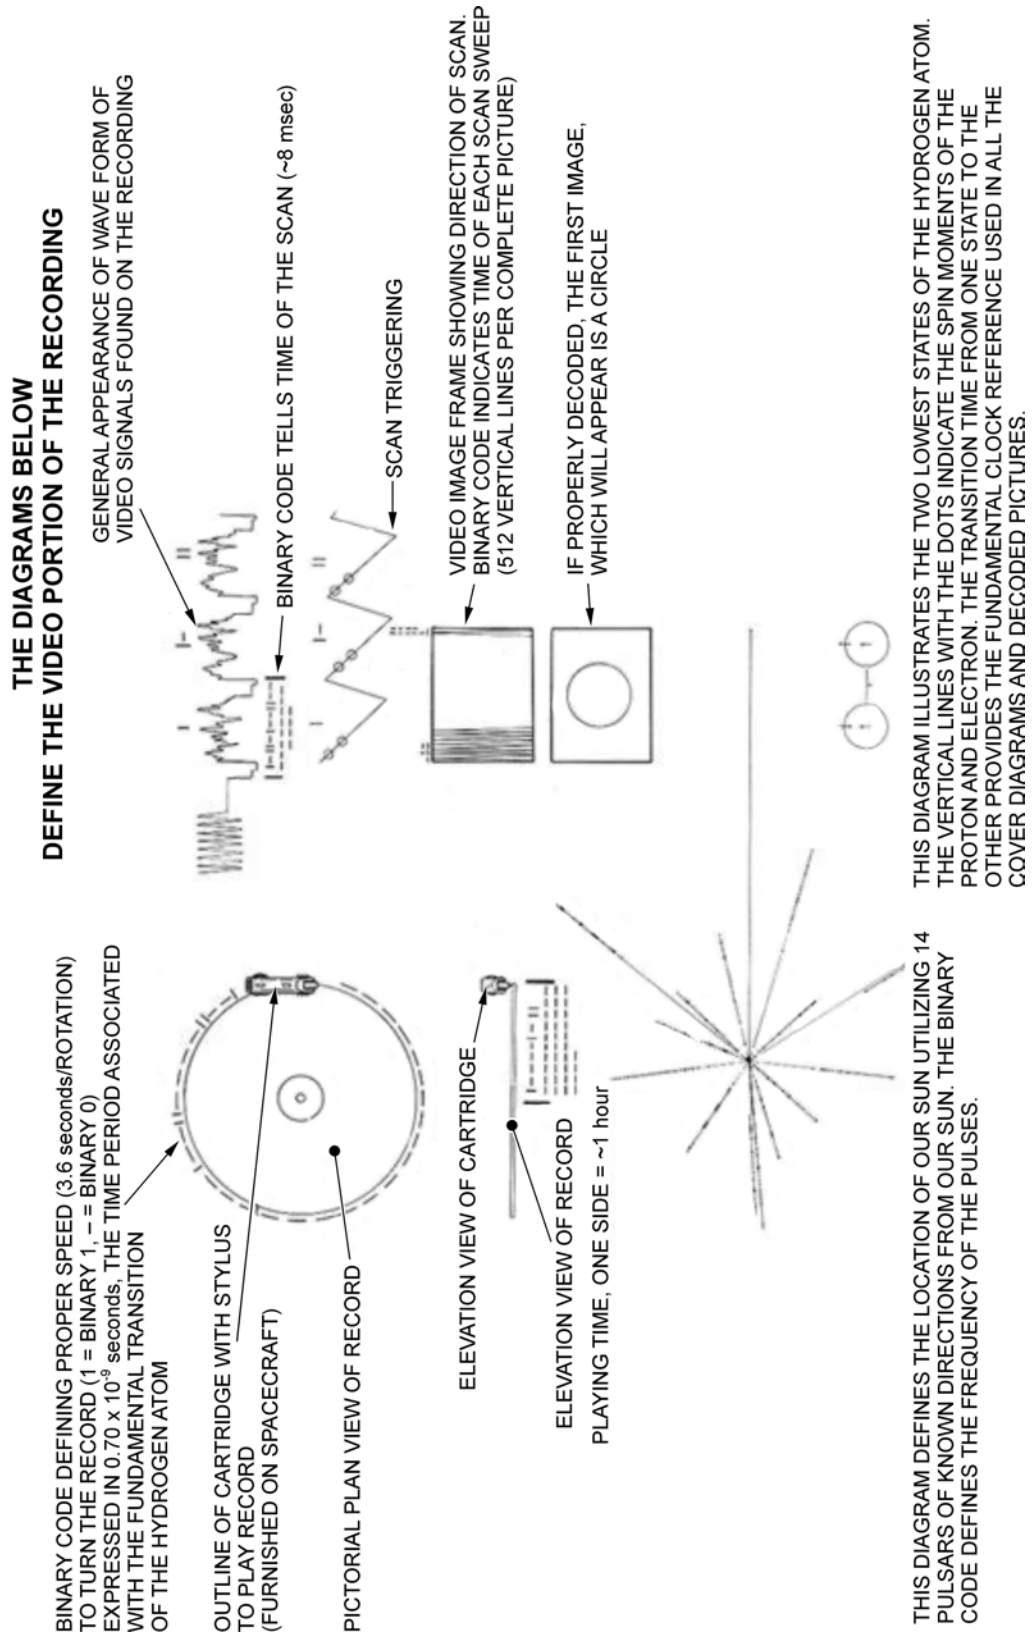 BINARY CODE DEFINING PROPER SPEED (3.6 seconds/ROTATION)
TO TURN THE RECORD (1 = BINARY 1, – = BINARY 0)
EXPRESSED IN 0.70 x 10⁻⁹ seconds, THE TIME PERIOD ASSOCIATED
WITH THE FUNDAMENTAL TRANSITION
OF THE HYDROGEN ATOM
OUTLINE OF CARTRIDGE WITH STYLUS
TO PLAY RECORD
(FURNISHED ON SPACECRAFT)
PICTORIAL PLAN VIEW OF RECORD
ELEVATION VIEW OF CARTRIDGE
ELEVATION VIEW OF RECORD
PLAYING TIME, ONE SIDE = ~1 hour
THIS DIAGRAM DEFINES THE LOCATION OF OUR SUN UTILIZING 14
PULSARS OF KNOWN DIRECTIONS FROM OUR SUN. THE BINARY
CODE DEFINES THE FREQUENCY OF THE PULSES.
THE DIAGRAMS BELOW
DEFINE THE VIDEO PORTION OF THE RECORDING
GENERAL APPEARANCE OF WAVE FORM OF
VIDEO SIGNALS FOUND ON THE RECORDING
BINARY CODE TELLS TIME OF THE SCAN (~8 msec)
SCAN TRIGGERING
VIDEO IMAGE FRAME SHOWING DIRECTION OF SCAN.
BINARY CODE INDICATES TIME OF EACH SCAN SWEEP
(512 VERTICAL LINES PER COMPLETE PICTURE)
IF PROPERLY DECODED, THE FIRST IMAGE,
WHICH WILL APPEAR IS A CIRCLE
THIS DIAGRAM ILLUSTRATES THE TWO LOWEST STATES OF THE HYDROGEN ATOM.
THE VERTICAL LINES WITH THE DOTS INDICATE THE SPIN MOMENTS OF THE
PROTON AND ELECTRON. THE TRANSITION TIME FROM ONE STATE TO THE
OTHER PROVIDES THE FUNDAMENTAL CLOCK REFERENCE USED IN ALL THE
COVER DIAGRAMS AND DECODED PICTURES.